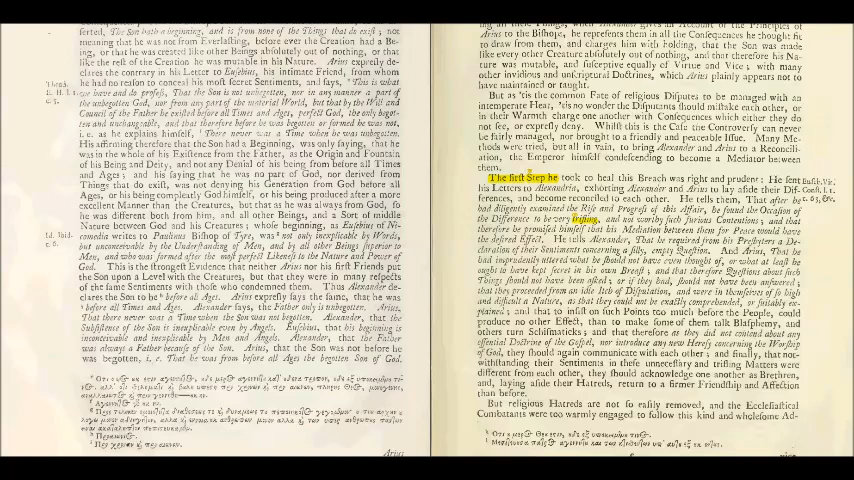 serted, The Son hath a beginning, and is from none of the Things that do exist; not
meaning that he was not from Everlasting, before ever the Creation had a Be-
ing, or that he was created like other Beings absolutely out of nothing, or that
like the rest of the Creation he was mutable in his Nature. Arius expresly de-
clares the contrary in his Letter to Eusebius, his intimate Friend, from whom
he had no reason to conceal his most secret Sentiments, and says, This is what
we have and do profess, That the Son is not unbegotten, nor in any manner a part of
the unbegotten God, nor from any part of the material World, but that by the Will and
Council of the Father he existed before all Times and Ages, perfect God, the only begot-
ten and unchangeable, and that therefore before he was begotten or formed he was not,
i. e. as he explains himself, There never was a Time when he was unbegotten.
His affirming therefore that the Son had a Beginning, was only saying, that he
was in the whole of his Existence from the Father, as the Origin and Fountain
of his Being and Deity, and not any Denial of his being from before all Times
and Ages; and his saying that he was no part of God, nor derived from
Things that do exist, was not denying his Generation from God before all
Ages, or his being compleatly God himself, or his being produced after a more
excellent Manner than the Creatures, but that as he was always from God, so
he was different both from him, and all other Beings, and a Sort of middle
Nature between God and his Creatures; whose beginning, as Eusebius of Ni-
comedia writes to Paulinus Bishop of Tyre, was not only inexplicable by Words,
but unconceivable by the Understanding of Men, and by all other Beings superior to
Men, and who was formed after the most perfect Likeness to the Nature and Power of
God. This is the strongest Evidence that neither Arius nor his first Friends put
the Son upon a Level with the Creatures, but that they were in many respects
of the same Sentiments with those who condemned them. Thus Alexander de-
clares the Son to be before all Ages. Arius expresly says the same, that he was
before all Times and Ages. Alexander says, the Father only is unbegotten. Arius,
That there never was a Time when the Son was not begotten. Alexander, that the
Subsistence of the Son is inexplicable even by Angels. Eusebius, that his beginning is
inconceivable and inexplicable by Men and Angels. Alexander, that the Father
was always a Father because of the Son. Arius, that the Son was not before he
was begotten, i. e. That he was from before all Ages the begotten Son of God.
Theod.
Id. Ibid.
c. 6.
Arius
Arius to the Bishops, he represents them in all the Consequences he thought fit
to draw from them, and charges him with holding, that the Son was made
like every other Creature absolutely out of nothing, and that therefore his Na-
ture was mutable, and susceptive equally of Virtue and Vice; with many
other invidious and unscriptural Doctrines, which Arius plainly appears not to
have maintained or taught.
But as 'tis the common Fate of religious Disputes to be managed with an
intemperate Heat, 'tis no wonder the Disputants should mistake each other, or
in their Warmth charge one another with Consequences which either they do
not see, or expresly deny. Whilst this is the Case the Controversy can never
be fairly managed, nor brought to a friendly and peaceable Issue. Many Me-
thods were tried, but all in vain, to bring Alexander and Arius to a Reconcili-
ation, the Emperor himself condescending to become a Mediator between
them.
The first Step he took to heal this Breach was right and prudent: He sent
his Letters to Alexandria, exhorting Alexander and Arius to lay aside their Dif-
ferences, and become reconciled to each other. He tells them, That after he
had diligently examined the Rise and Progress of this Affair, he found the Occasion of
the Difference to be very trifling, and not worthy such furious Contentions; and that
therefore he promised himself that his Mediation between them for Peace would have
the desired Effect. He tells Alexander, That he required from his Presbyters a De-
claration of their Sentiments concerning a silly, empty Question. And Arius, That he
had imprudently uttered what he should not have even thought of, or what at least he
ought to have kept secret in his own Breast; and that therefore Questions about such
Things should not have been asked; or if they had, should not have been answered;
that they proceeded from an idle Itch of Disputation, and were in themselves of so high
and difficult a Nature, as that they could not be exactly comprehended, or suitably ex-
plained; and that to insist on such Points too much before the People, could
produce no other Effect, than to make some of them talk Blasphemy, and
others turn Schismaticks; and that therefore as they did not contend about any
essential Doctrine of the Gospel, nor introduce any new Heresy concerning the Worship
of God, they should again communicate with each other; and finally, that not-
withstanding their Sentiments in these unnecessary and trifling Matters were
different from each other, they should acknowledge one another as Brethren,
and, laying aside their Hatreds, return to a firmer Friendship and Affection
than before.
But religious Hatreds are not so easily removed, and the Ecclesiastical
Combatants were too warmly engaged to follow this kind and wholesome Ad-